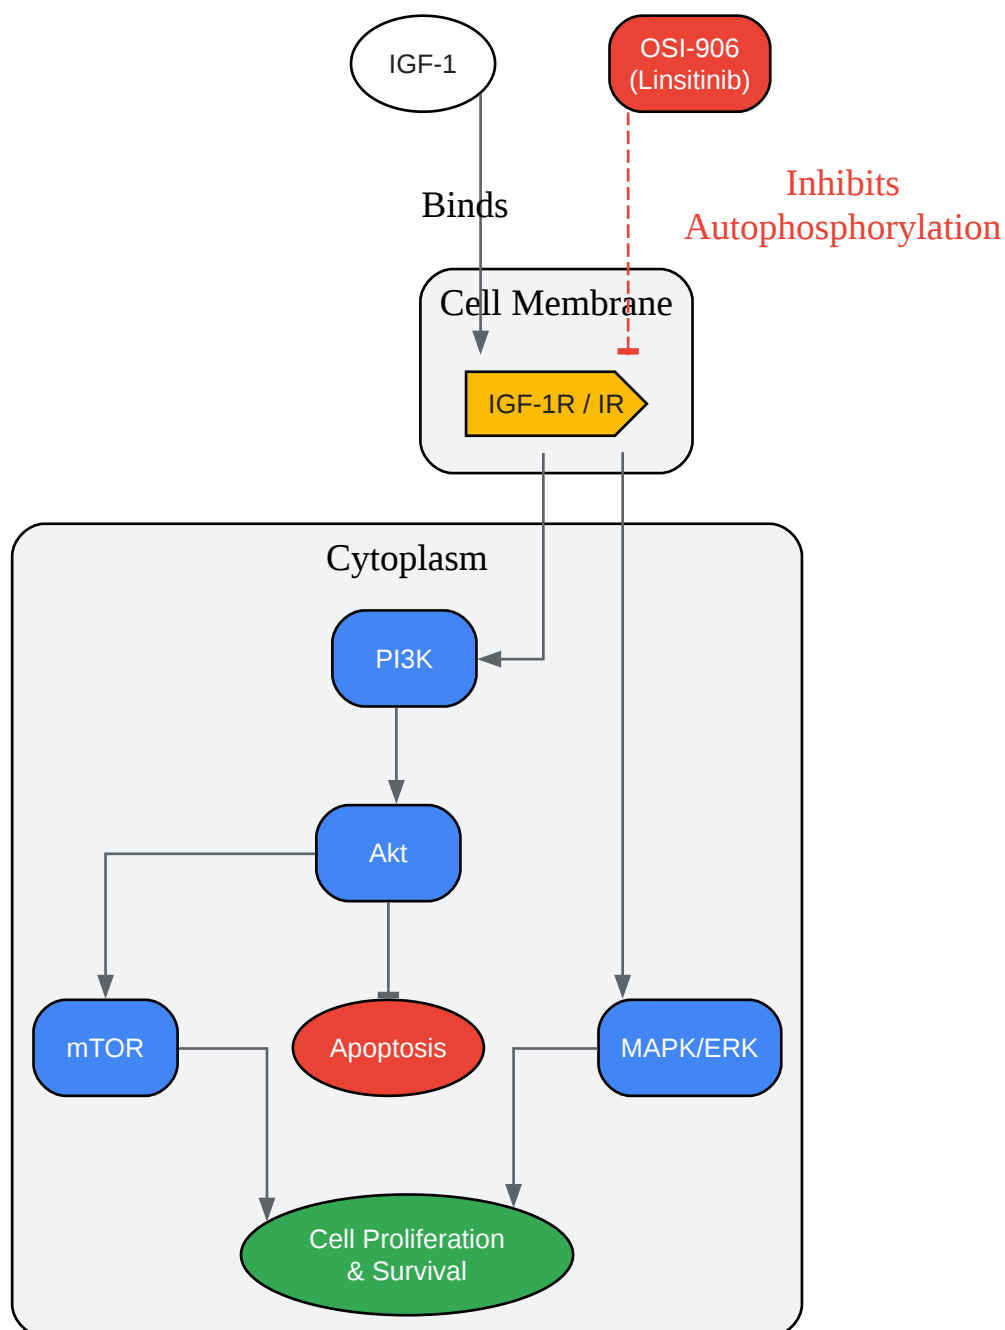 IGF-1
OSI-906
(Linsitinib)
Binds
Inhibits
Autophosphorylation
Cell Membrane
IGF-1R / IR
Cytoplasm
PI3K
Akt
mTOR
Apoptosis
MAPK/ERK
Cell Proliferation
& Survival